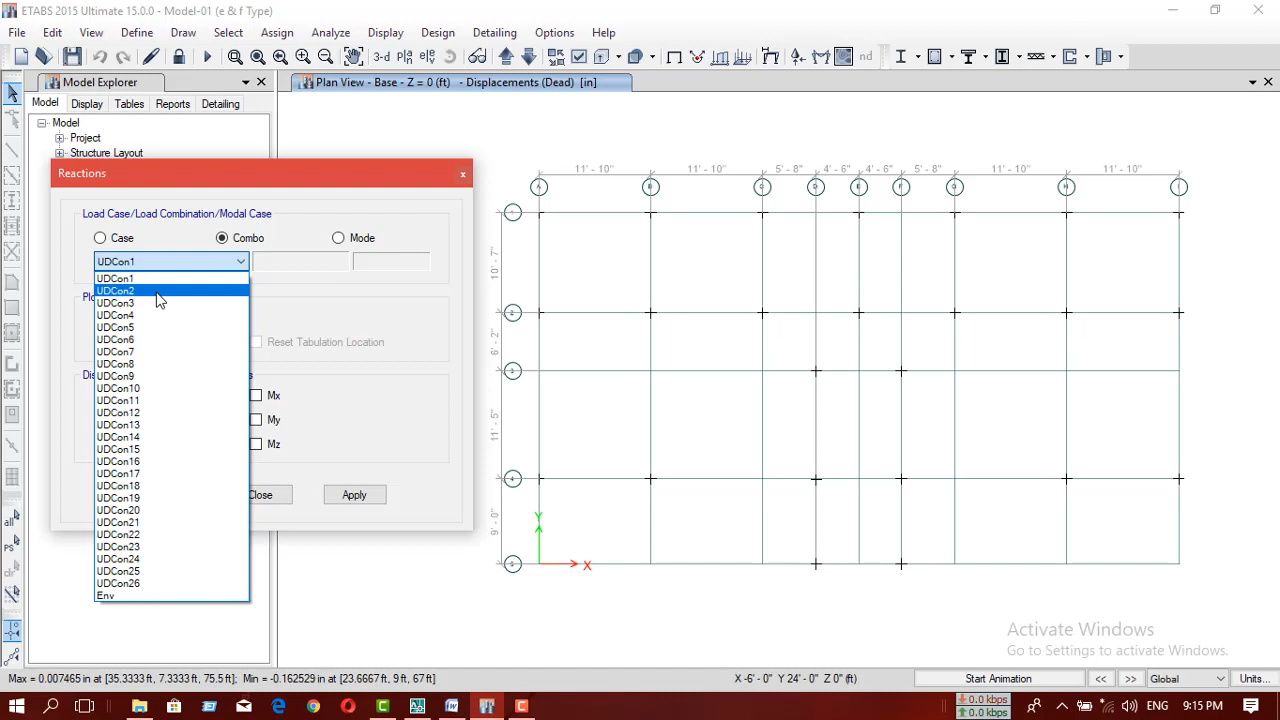 ETABS 2015 Ultimate 15.0.0 - Model-01 (e & f Type)
File Edit View Define Draw Select Assign Analyze Display Design Detailing Options Help
3-d
nd
Model Explorer
Plan View - Base - Z = 0 (ft) - Displacements (Dead) [in]
Model Display Tables Reports Detailing
Model
Project
Structure Layout
Reactions x
Load Case/Load Combination/Modal Case
Case Combo Mode
UDCon1
UDCon1
UDCon2
UDCon3
UDCon4
UDCon5
UDCon6
UDCon7
UDCon8
UDCon9
UDCon10
UDCon11
UDCon12
UDCon13
UDCon14
UDCon15
UDCon16
UDCon17
UDCon18
UDCon19
UDCon20
UDCon21
UDCon22
UDCon23
UDCon24
UDCon25
UDCon26
Env
Reset Tabulation Location
Mx
My
Mz
Close Apply
all
PS
11' - 10" 11' - 10" 5' - 8" 4' - 6" 4' - 6" 5' - 8" 11' - 10" 11' - 10"
10' - 7"
6' - 2"
11' - 5"
9' - 0"
Y
X
Activate Windows
Go to Settings to activate Windows.
Max = 0.007465 in at [35.3333 ft, 7.3333 ft, 75.5 ft]; Min = -0.162529 in at [23.6667 ft, 9 ft, 67 ft]
X -6' - 0" Y 24' - 0" Z 0" (ft)
Start Animation << >> Global Units...
0.0 kbps
0.0 kbps
ENG 9:15 PM